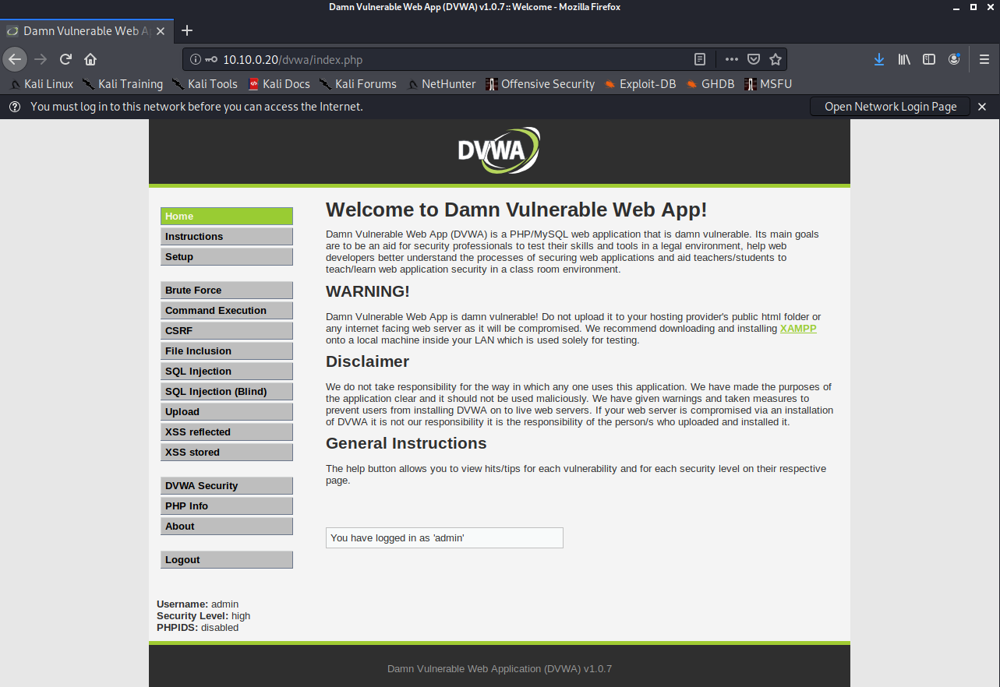 Damn Vulnerable Web App (DVWA) v1.0.7 :: Welcome - Mozilla Firefox
Damn Vulnerable Web A
10.10.0.20/dvwa/index.php
Kali Linux Kali Training Kali Tools Kali Docs Kali Forums NetHunter Offensive Security Exploit-DB GHDB MSFU
You must log in to this network before you can access the Internet. Open Network Login Page
DVWA
Home
Instructions
Setup
Brute Force
Command Execution
CSRF
File Inclusion
SQL Injection
SQL Injection (Blind)
Upload
XSS reflected
XSS stored
DVWA Security
PHP Info
About
Logout
Welcome to Damn Vulnerable Web App!
Damn Vulnerable Web App (DVWA) is a PHP/MySQL web application that is damn vulnerable. Its main goals
are to be an aid for security professionals to test their skills and tools in a legal environment, help web
developers better understand the processes of securing web applications and aid teachers/students to
teach/learn web application security in a class room environment.
WARNING!
Damn Vulnerable Web App is damn vulnerable! Do not upload it to your hosting provider's public html folder or
any internet facing web server as it will be compromised. We recommend downloading and installing XAMPP
onto a local machine inside your LAN which is used solely for testing.
Disclaimer
We do not take responsibility for the way in which any one uses this application. We have made the purposes of
the application clear and it should not be used maliciously. We have given warnings and taken measures to
prevent users from installing DVWA on to live web servers. If your web server is compromised via an installation
of DVWA it is not our responsibility it is the responsibility of the person/s who uploaded and installed it.
General Instructions
The help button allows you to view hits/tips for each vulnerability and for each security level on their respective
page.
You have logged in as 'admin'
Username: admin
Security Level: high
PHPIDS: disabled
Damn Vulnerable Web Application (DVWA) v1.0.7